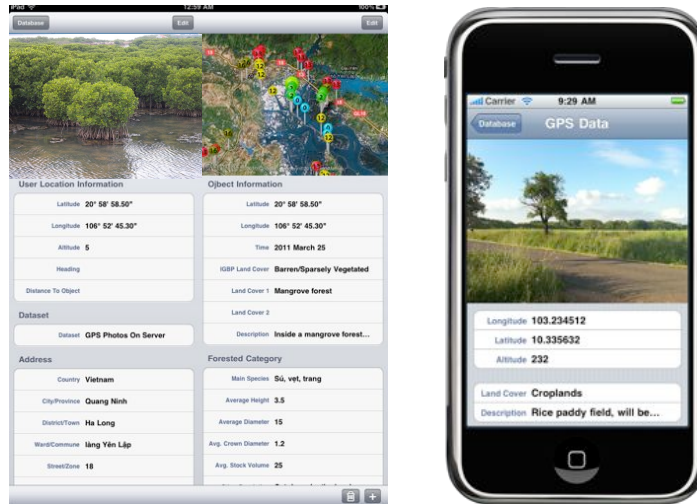 iPad 12:59 AM 100%
Database Edit Edit
User Location Information
Latitude 20° 58' 58.50"
Longitude 106° 52' 45.30"
Altitude 5
Heading
Distance To Object
Dataset
Dataset GPS Photos On Server
Address
Country Vietnam
City/Province Quang Ninh
District/Town Ha Long
Ward/Commune làng Yên Lập
Street/Zone 18
Ojbect Information
Latitude 20° 58' 58.50"
Longitude 106° 52' 45.30"
Time 2011 March 25
IGBP Land Cover Barren/Sparsely Vegetated
Land Cover 1 Mangrove forest
Land Cover 2
Description Inside a mangrove forest...
Forested Category
Main Species Sú, vẹt, trang
Average Height 3.5
Average Diameter 15
Avg. Crown Diameter 1.2
Avg. Stock Volume 25
Carrier 9:29 AM
Database GPS Data
Longitude 103.234512
Latitude 10.335632
Altitude 232
Land Cover Croplands
Description Rice paddy field, will be...